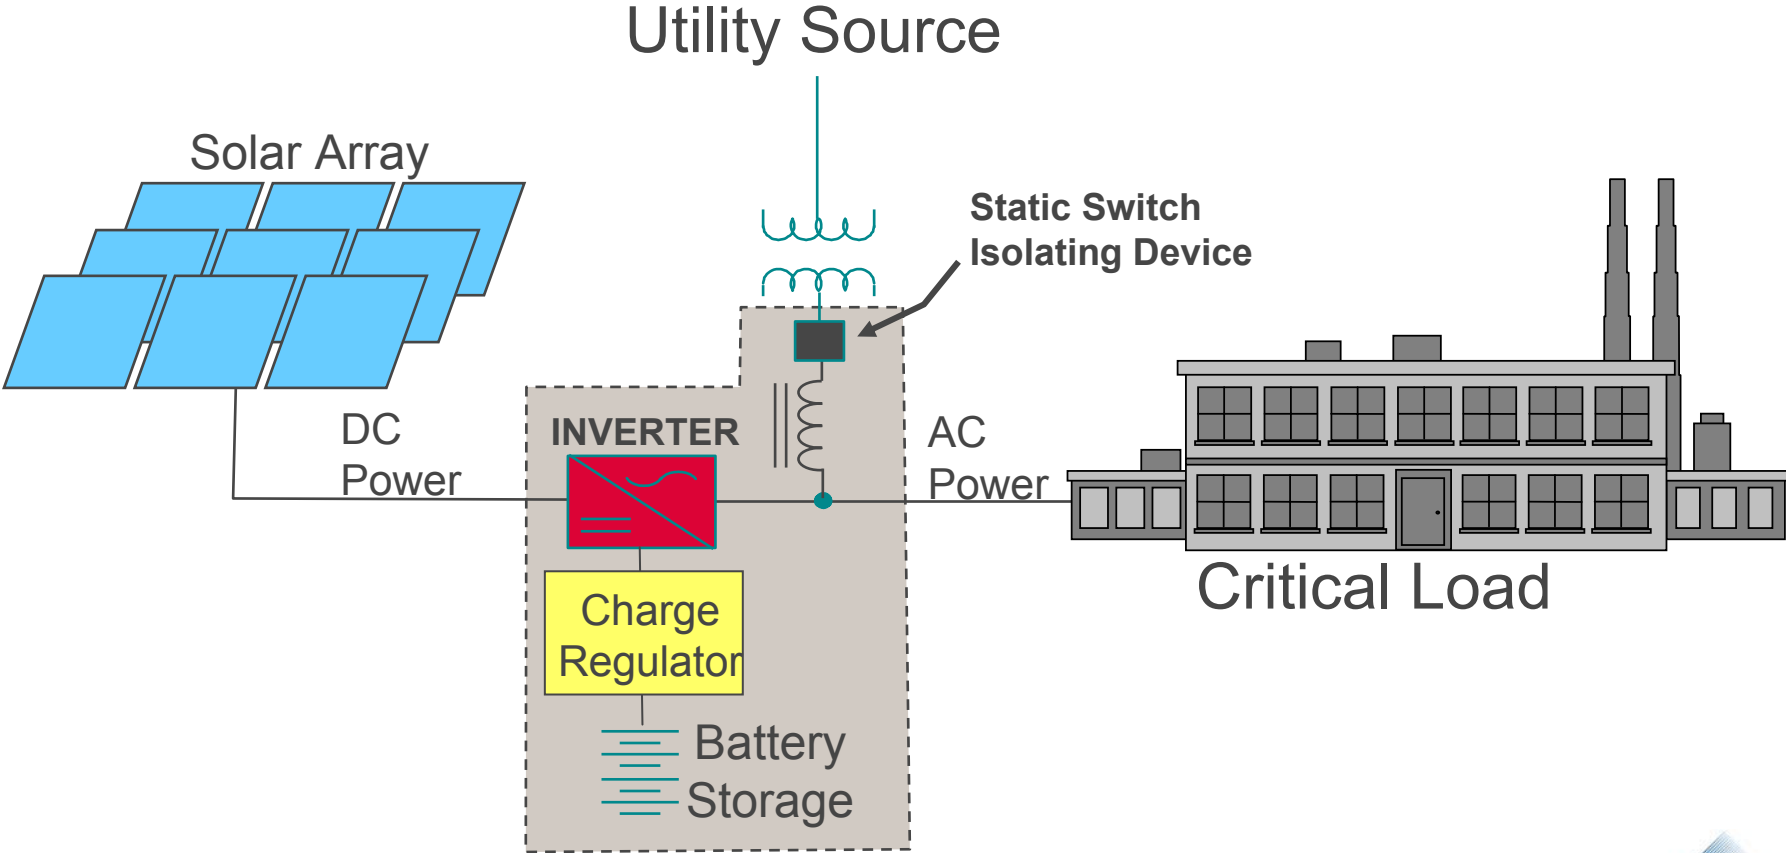 Utility Source
Solar Array
Static Switch
Isolating Device
DC
Power
INVERTER
AC
Power
Critical Load
Charge
Regulator
Battery
Storage